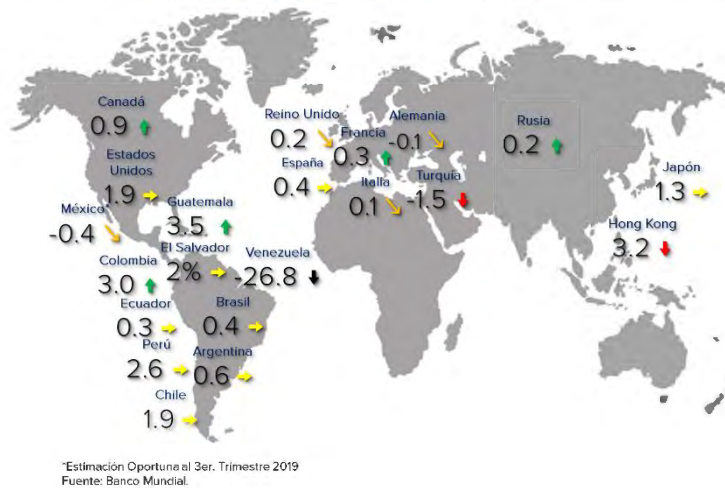 Canadá
0.9
Estados
Unidos
1.9
México*
-0.4
Guatemala
3.5
El Salvador
2%
Venezuela
-26.8
Colombia
3.0
Ecuador
0.3
Brasil
0.4
Perú
2.6
Argentina
0.6
Chile
1.9
Reino Unido
0.2
Francia
0.3
Alemania
-0.1
España
0.4
Italia
0.1
Turquía
-1.5
Rusia
0.2
Japón
1.3
Hong Kong
3.2
*Estimación Oportuna al 3er. Trimestre 2019
Fuente: Banco Mundial.